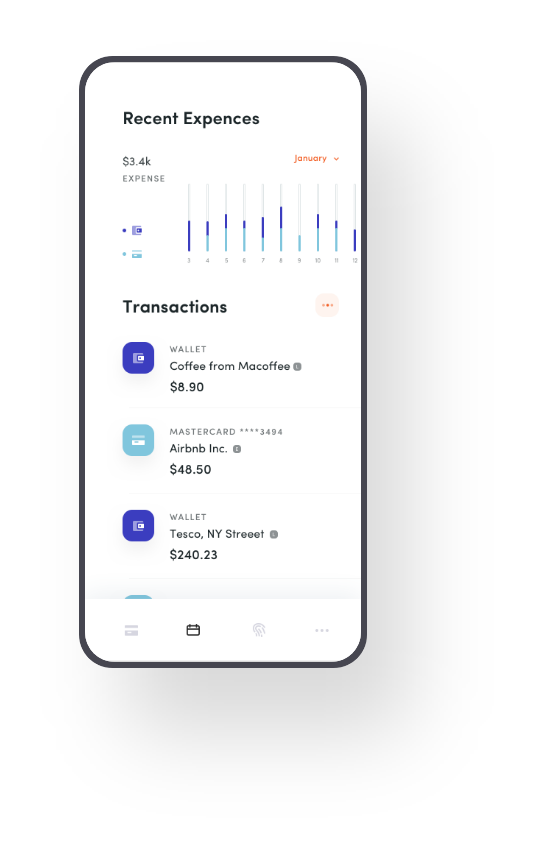 Recent Expences
$3.4k
January
EXPENSE
3 4 5 6 7 8 9 10 11 12
Transactions
WALLET
Coffee from Macoffee
$8.90
MASTERCARD ****3494
Airbnb Inc.
$48.50
WALLET
Tesco, NY Streeet
$240.23